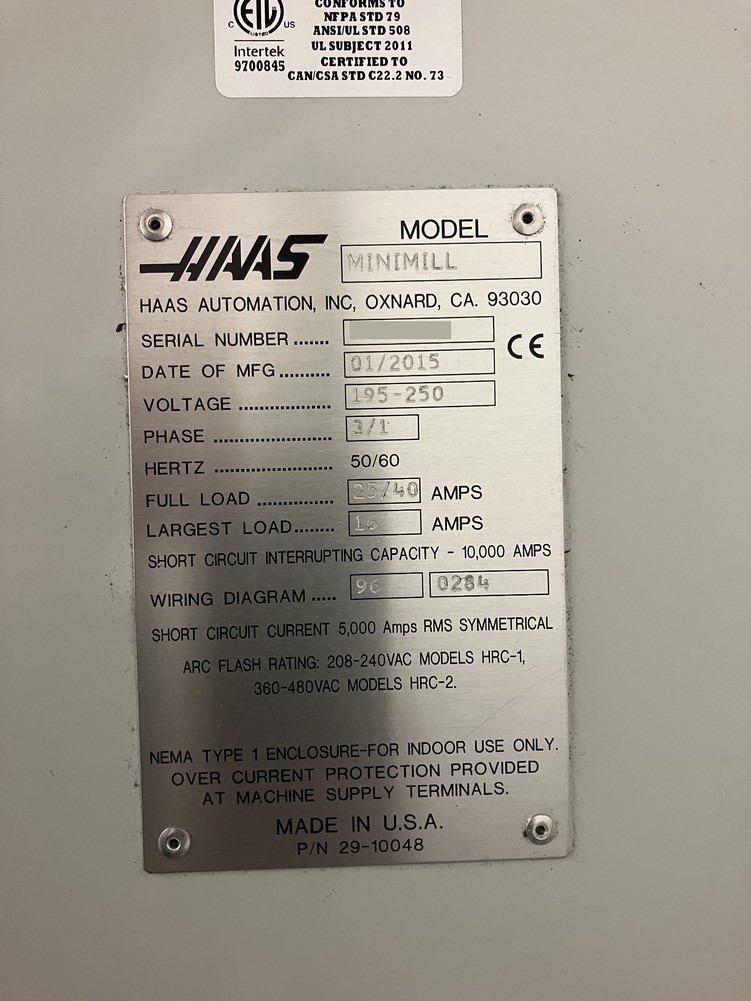 CONFORMS TO
NFPA STD 79
ANSI/UL STD 508
UL SUBJECT 2011
CERTIFIED TO
CAN/CSA STD C22.2 NO. 73
C ETL US
LISTED
Intertek
9700845
HAAS
MODEL
MINIMILL
HAAS AUTOMATION, INC, OXNARD, CA. 93030
SERIAL NUMBER .......
CE
DATE OF MFG.......... 01/2015
VOLTAGE .................... 195-250
PHASE .................... 3/1
HERTZ .................... 50/60
FULL LOAD ............. 25/40 AMPS
LARGEST LOAD........ AMPS
SHORT CIRCUIT INTERRUPTING CAPACITY - 10,000 AMPS
WIRING DIAGRAM ..... 96 0284
SHORT CIRCUIT CURRENT 5,000 Amps RMS SYMMETRICAL
ARC FLASH RATING: 208-240VAC MODELS HRC-1,
360-480VAC MODELS HRC-2.
NEMA TYPE 1 ENCLOSURE-FOR INDOOR USE ONLY.
OVER CURRENT PROTECTION PROVIDED
AT MACHINE SUPPLY TERMINALS.
MADE IN U.S.A.
P/N 29-10048